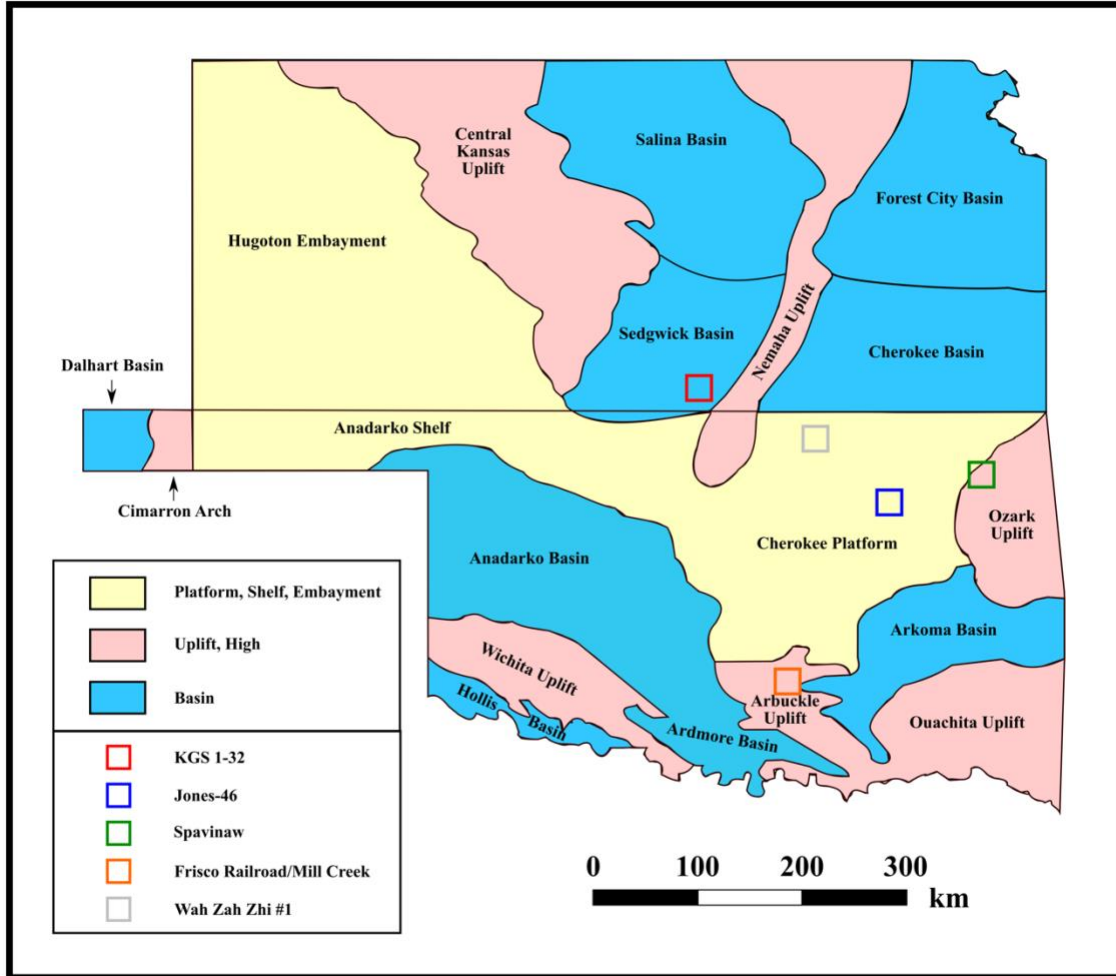 Central
Kansas
Uplift
Salina Basin
Forest City Basin
Hugoton Embayment
Nemaha Uplift
Sedgwick Basin
Cherokee Basin
Dalhart Basin
Anadarko Shelf
Cimarron Arch
Ozark
Uplift
Cherokee Platform
Anadarko Basin
Arkoma Basin
Wichita Uplift
Hollis
Basin
Arbuckle
Uplift
Ardmore Basin
Ouachita Uplift
Platform, Shelf, Embayment
Uplift, High
Basin
KGS 1-32
Jones-46
Spavinaw
Frisco Railroad/Mill Creek
Wah Zah Zhi #1
0 100 200 300
km